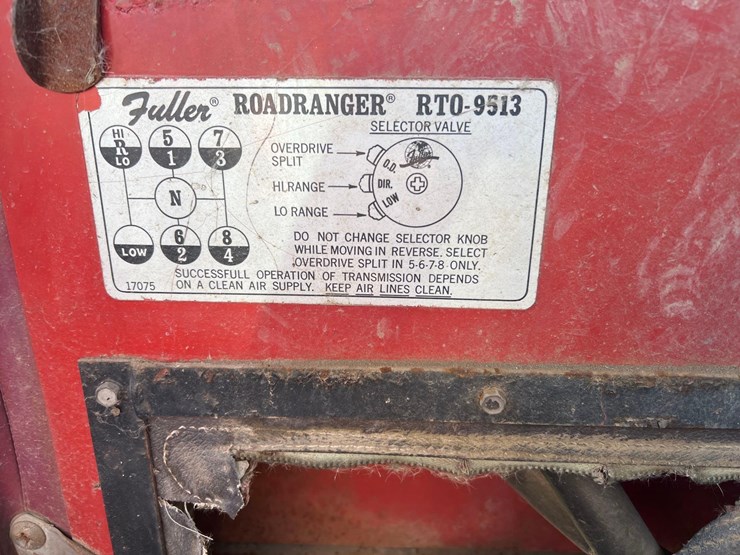 Fuller® ROADRANGER® RTO-9513
SELECTOR VALVE
HI
R
LO
5
1
7
3
N
LOW
6
2
8
4
OVERDRIVE
SPLIT
HI.RANGE
LO RANGE
O.D.
DIR.
LOW
DO NOT CHANGE SELECTOR KNOB
WHILE MOVING IN REVERSE. SELECT
OVERDRIVE SPLIT IN 5-6-7-8 ONLY.
SUCCESSFULL OPERATION OF TRANSMISSION DEPENDS
ON A CLEAN AIR SUPPLY. KEEP AIR LINES CLEAN.
17075